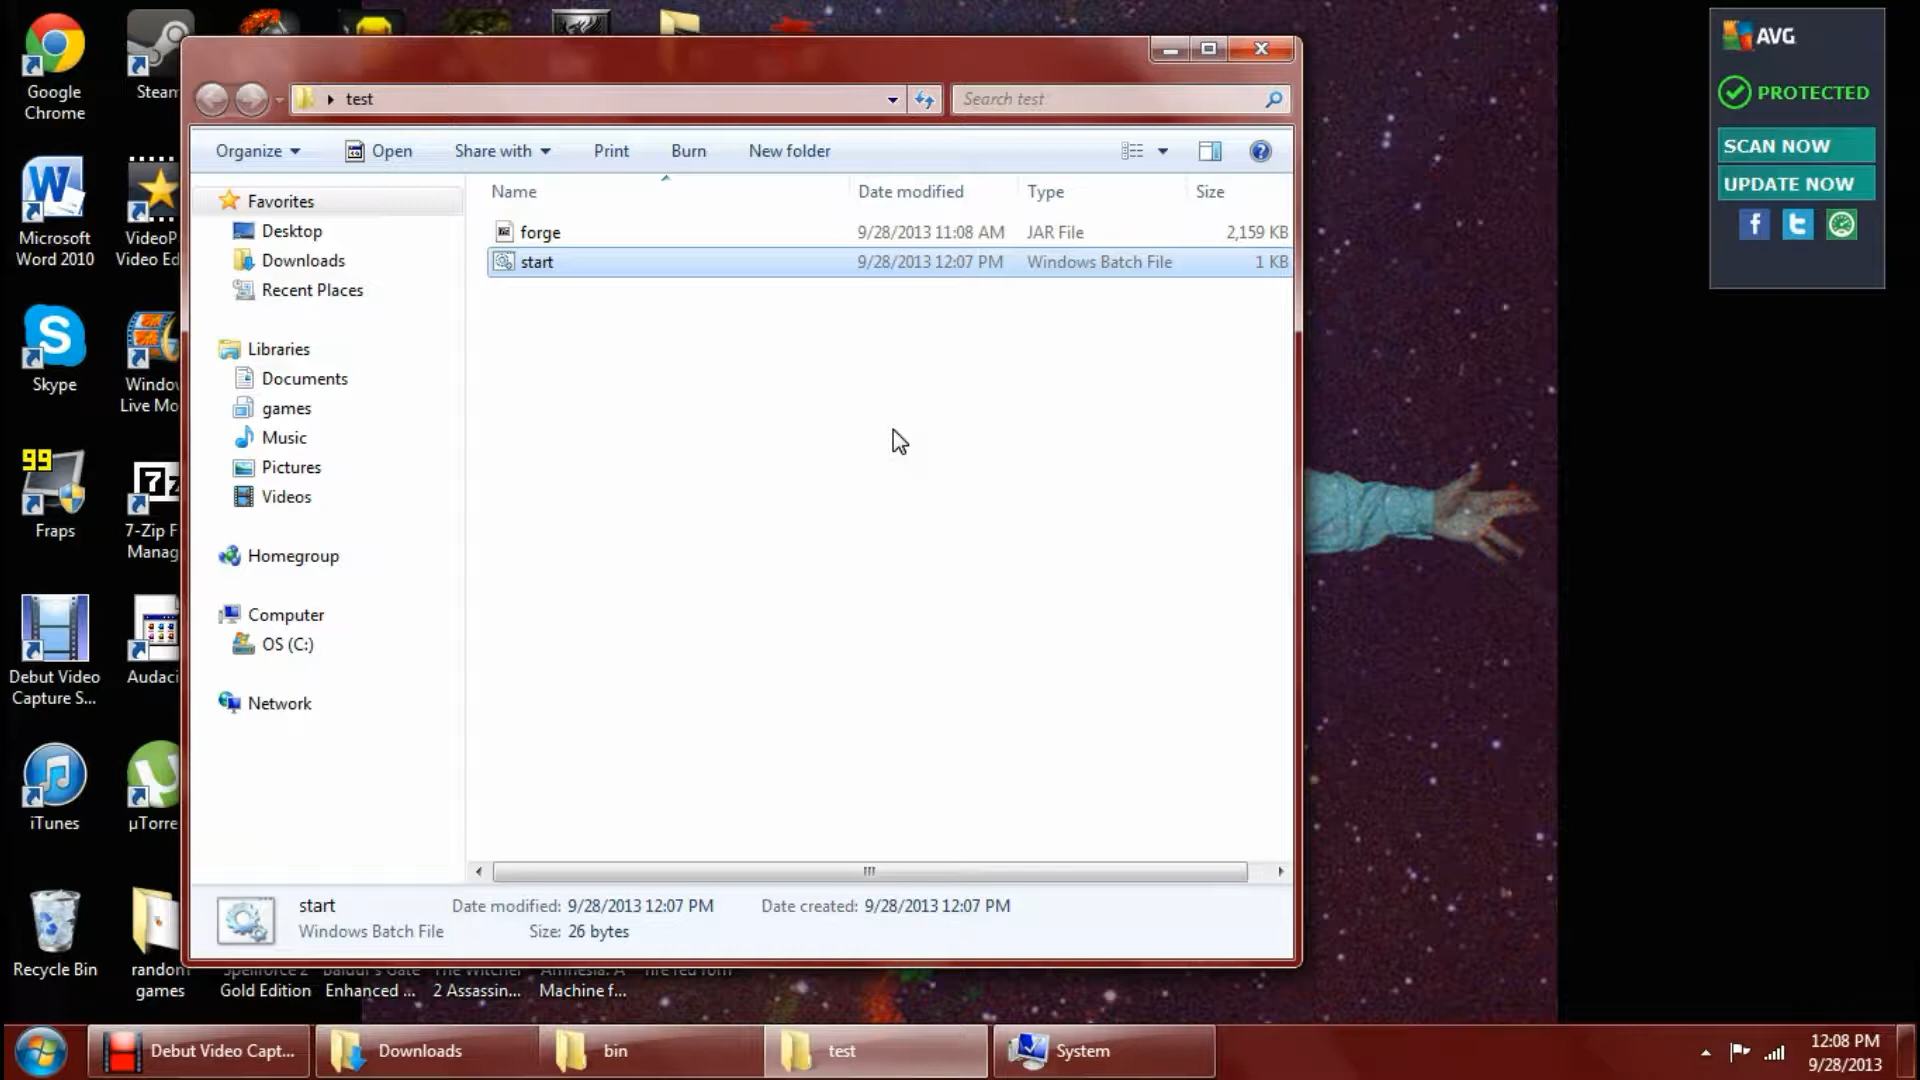 Google
Chrome
Steam
Microsoft
Word 2010
VideoP
Video Ed
Skype
Windo
Live Mo
99
Fraps
7z
7-Zip F
Manag
Debut Video
Capture S...
Audaci
iTunes
µTorre
Recycle Bin
random
games
Gold Edition
Enhanced ...
2 Assassin...
Machine f...
test
Search test
Organize
Open
Share with
Print
Burn
New folder
Name
Date modified
Type
Size
Favorites
Desktop
Downloads
Recent Places
Libraries
Documents
games
Music
Pictures
Videos
Homegroup
Computer
OS (C:)
Network
forge 9/28/2013 11:08 AM JAR File 2,159 KB
start 9/28/2013 12:07 PM Windows Batch File 1 KB
start Date modified: 9/28/2013 12:07 PM Date created: 9/28/2013 12:07 PM
Windows Batch File Size: 26 bytes
AVG
PROTECTED
SCAN NOW
UPDATE NOW
Debut Video Capt...
Downloads
bin
test
System
12:08 PM
9/28/2013